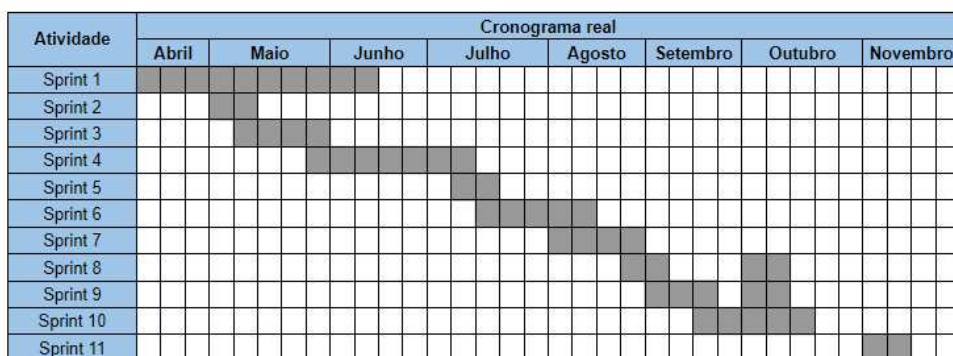 Atividade
Cronograma real
Abril Maio Junho Julho Agosto Setembro Outubro Novembro
Sprint 1
Sprint 2
Sprint 3
Sprint 4
Sprint 5
Sprint 6
Sprint 7
Sprint 8
Sprint 9
Sprint 10
Sprint 11